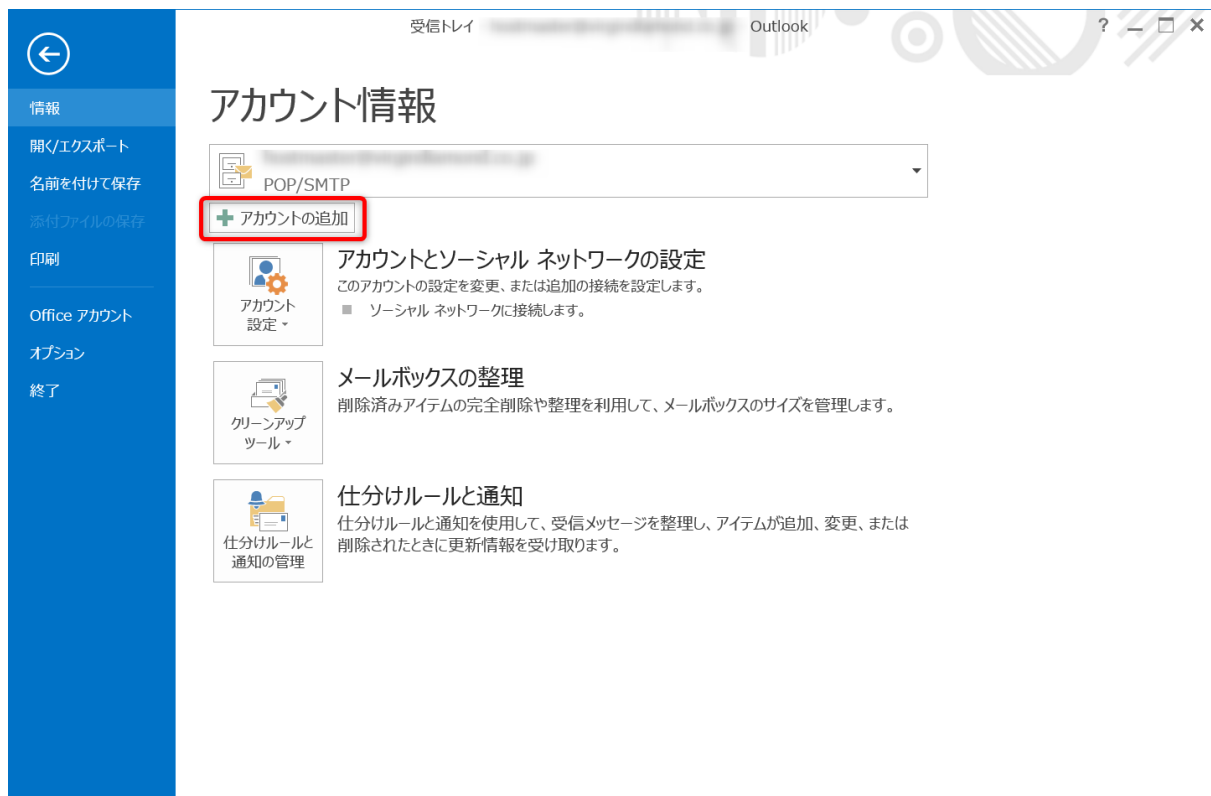 受信トレイ Outlook ?
情報
開く/エクスポート
名前を付けて保存
添付ファイルの保存
印刷
Office アカウント
オプション
終了
アカウント情報
POP/SMTP
アカウントの追加
アカウント
設定
アカウントとソーシャル ネットワークの設定
このアカウントの設定を変更、または追加の接続を設定します。
ソーシャル ネットワークに接続します。
クリーンアップ
ツール
メールボックスの整理
削除済みアイテムの完全削除や整理を利用して、メールボックスのサイズを管理します。
仕分けルールと
通知の管理
仕分けルールと通知
仕分けルールと通知を使用して、受信メッセージを整理し、アイテムが追加、変更、または
削除されたときに更新情報を受け取ります。